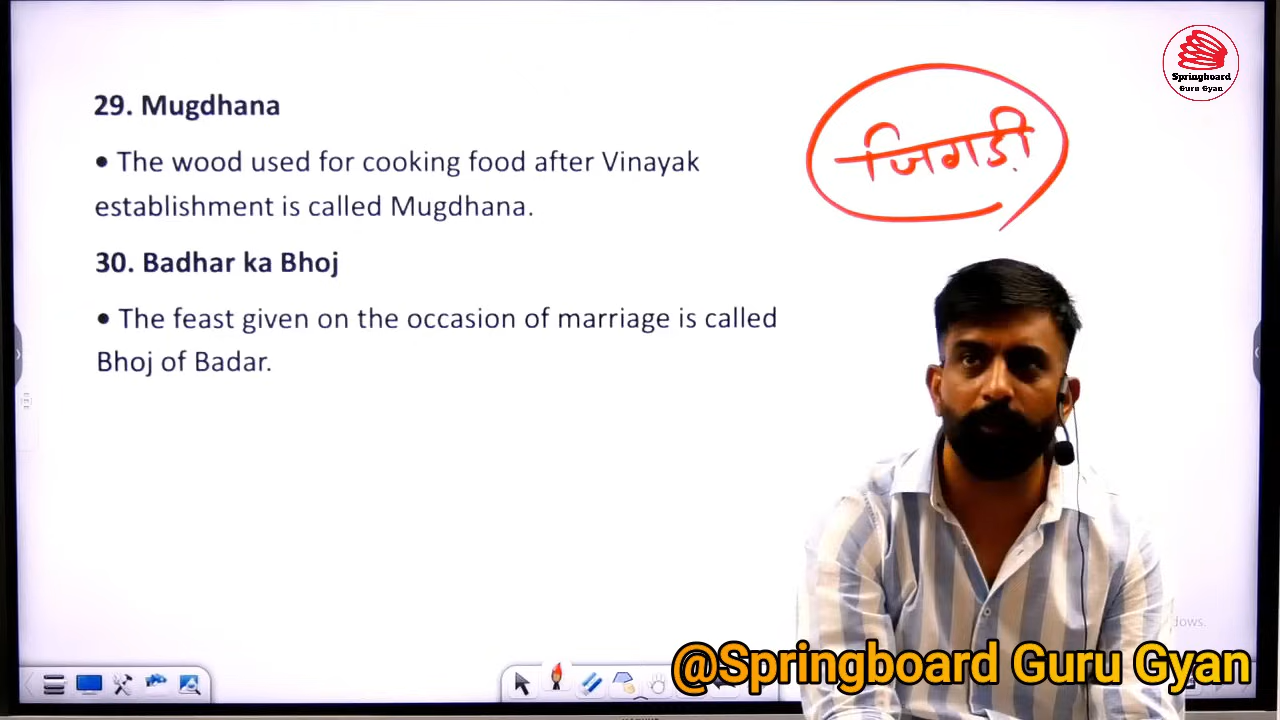 Springboard
Guru Gyan
29. Mugdhana
• The wood used for cooking food after Vinayak
establishment is called Mugdhana.
जिगडी
30. Badhar ka Bhoj
• The feast given on the occasion of marriage is called
Bhoj of Badar.
dows.
@Springboard Guru Gyan